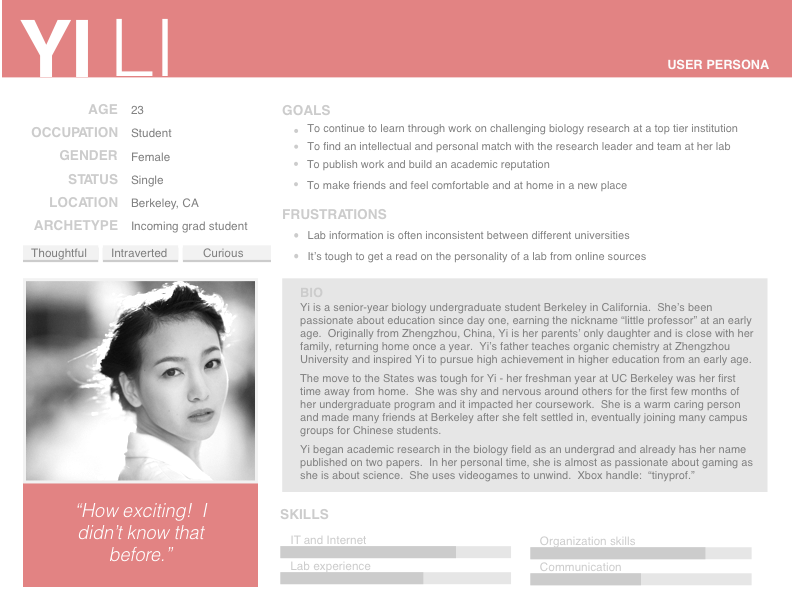 YI LI
USER PERSONA
AGE 23
OCCUPATION Student
GENDER Female
STATUS Single
LOCATION Berkeley, CA
ARCHETYPE Incoming grad student
Thoughtful Intraverted Curious
GOALS
To continue to learn through work on challenging biology research at a top tier institution
To find an intellectual and personal match with the research leader and team at her lab
To publish work and build an academic reputation
To make friends and feel comfortable and at home in a new place
FRUSTRATIONS
Lab information is often inconsistent between different universities
It's tough to get a read on the personality of a lab from online sources
BIO
Yi is a senior-year biology undergraduate student Berkeley in California. She's been
passionate about education since day one, earning the nickname “little professor” at an early
age. Originally from Zhengzhou, China, Yi is her parents' only daughter and is close with her
family, returning home once a year. Yi's father teaches organic chemistry at Zhengzhou
University and inspired Yi to pursue high achievement in higher education from an early age.
The move to the States was tough for Yi - her freshman year at UC Berkeley was her first
time away from home. She was shy and nervous around others for the first few months of
her undergraduate program and it impacted her coursework. She is a warm caring person
and made many friends at Berkeley after she felt settled in, eventually joining many campus
groups for Chinese students.
Yi began academic research in the biology field as an undergrad and already has her name
published on two papers. In her personal time, she is almost as passionate about gaming as
she is about science. She uses videogames to unwind. Xbox handle: “tinyprof.”
“How exciting! I
didn't know that
before.”
SKILLS
IT and Internet
Lab experience
Organization skills
Communication